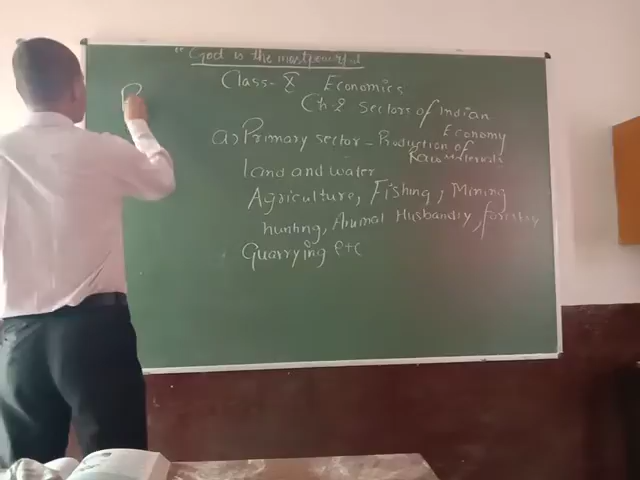 "God is the most powerful
Class-X Economics
Ch-2 Sectors of Indian Economy
a) Primary sector - Production of Raw Materials
land and water
Agriculture, Fishing, Mining
hunting, Animal Husbandry, forestry
Quarrying etc